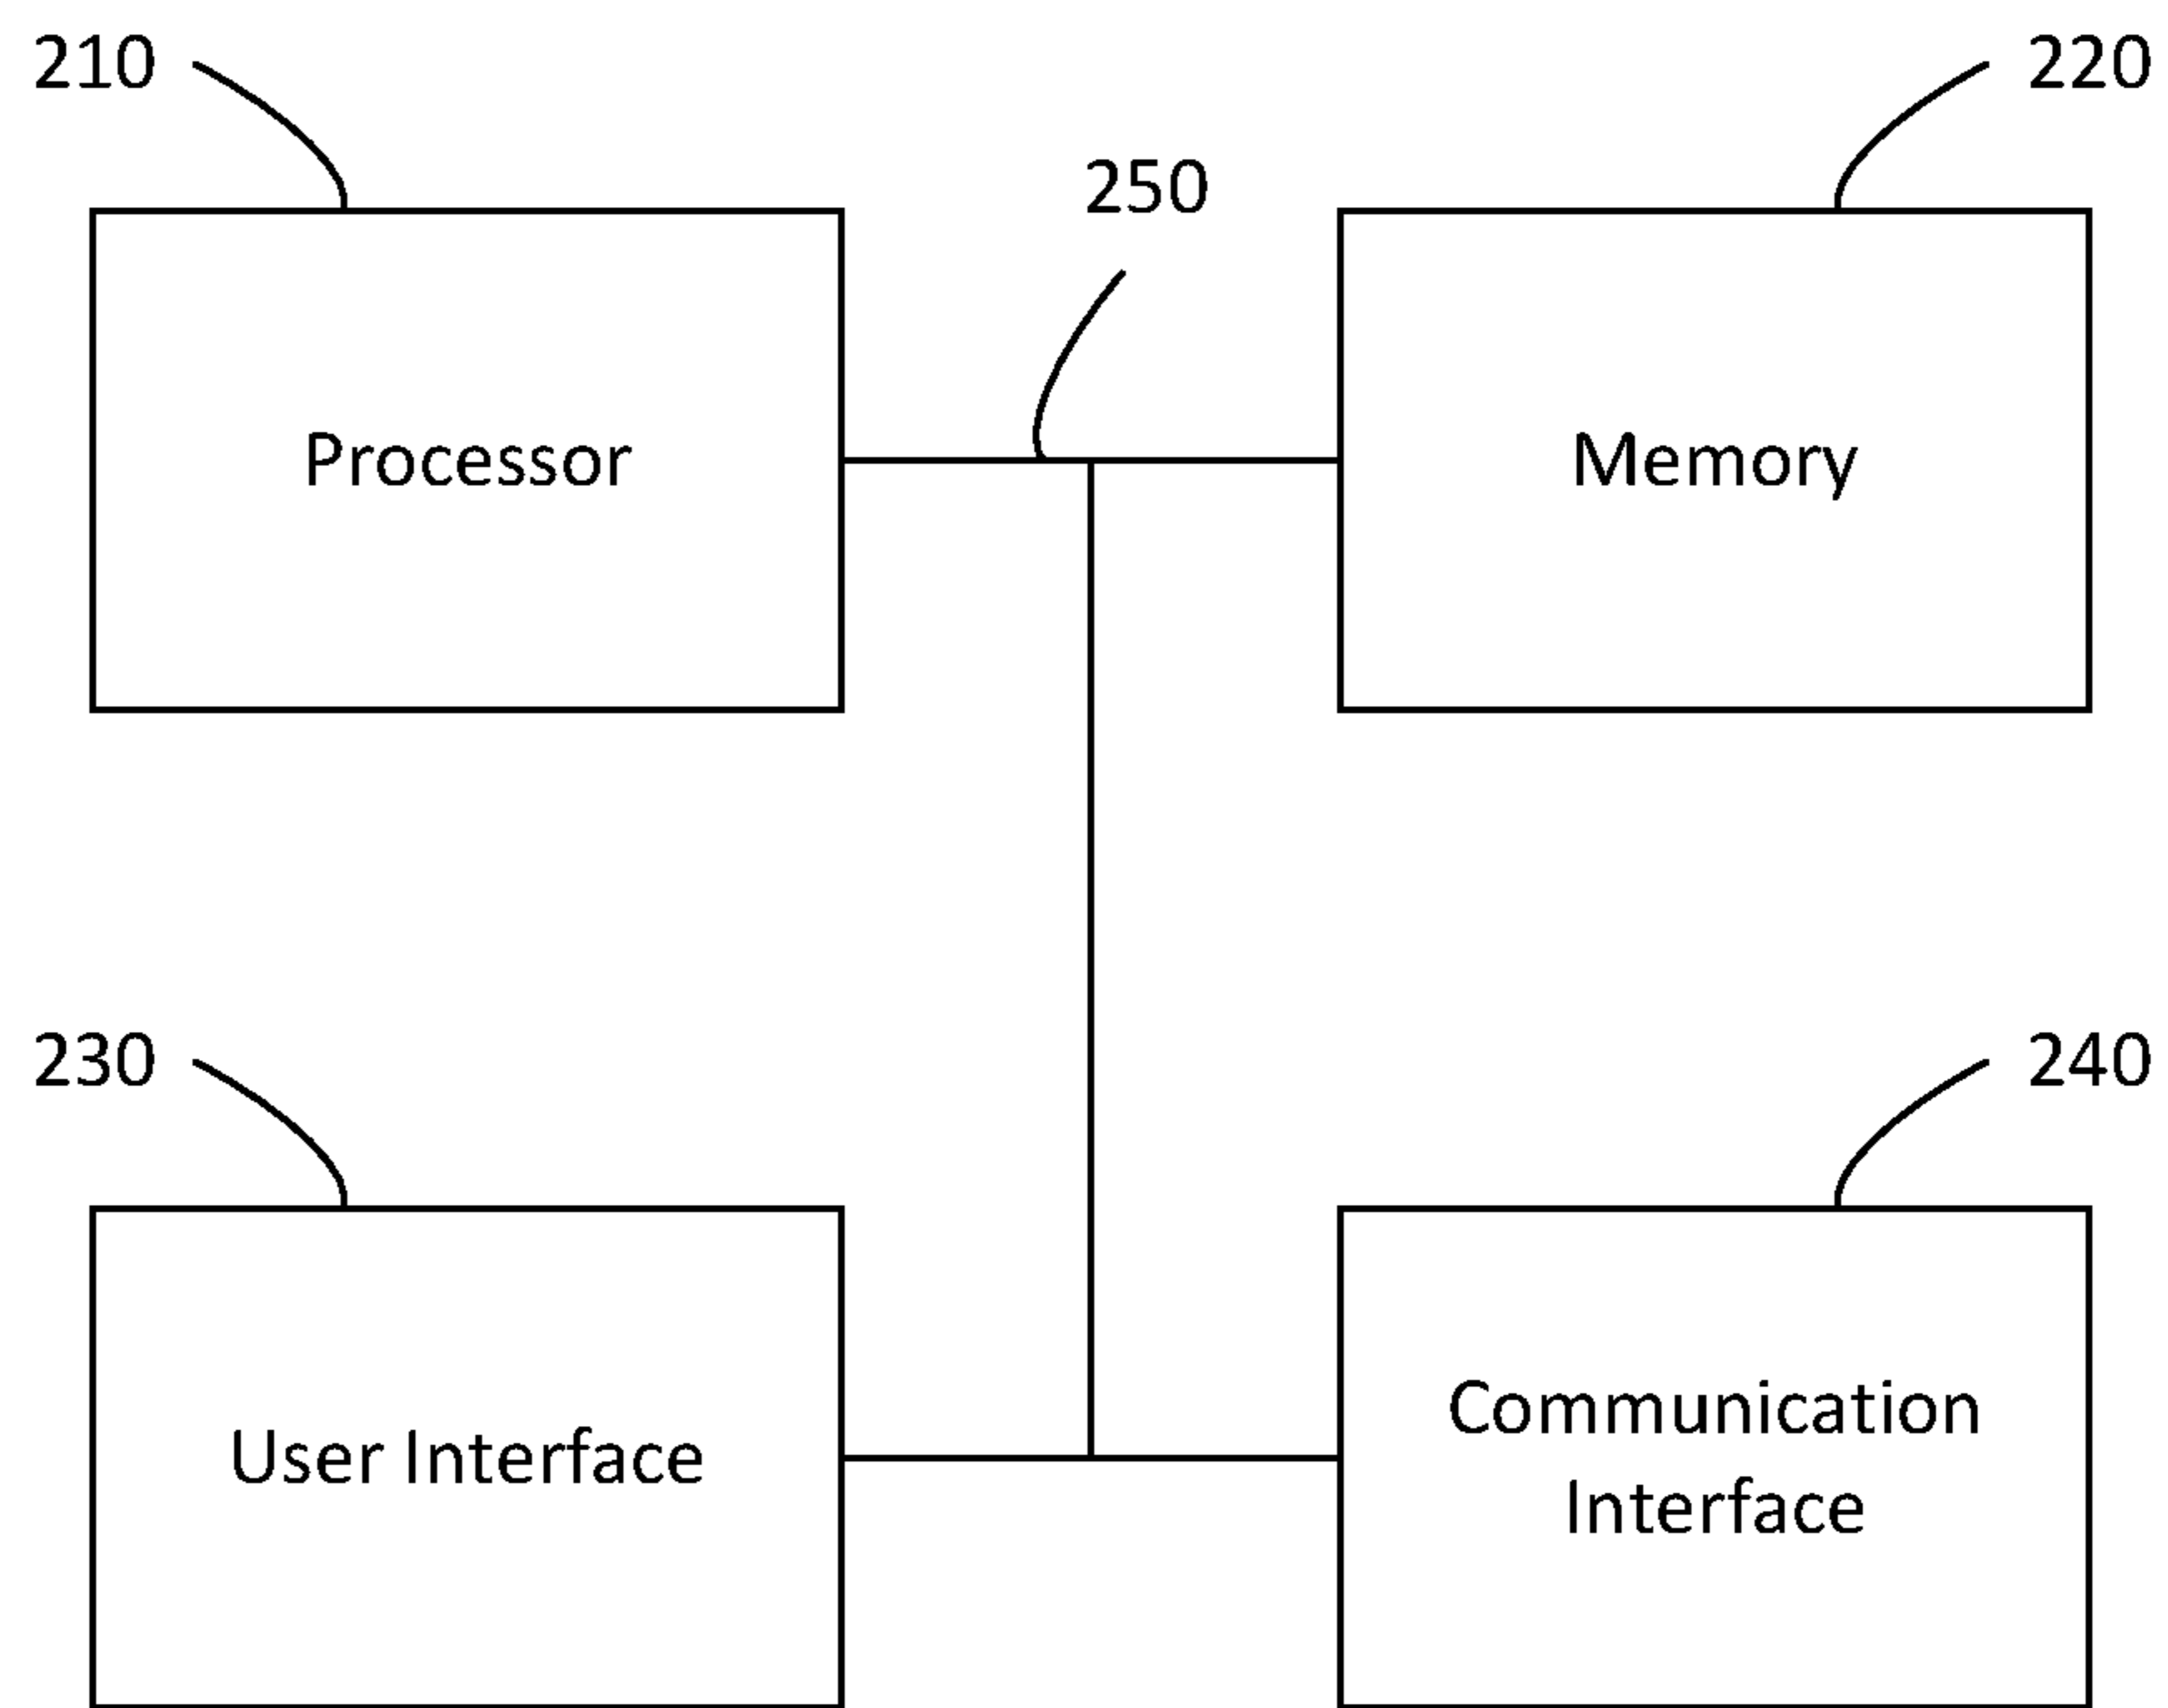 210
220
250
Processor
Memory
230
240
User Interface
Communication
Interface